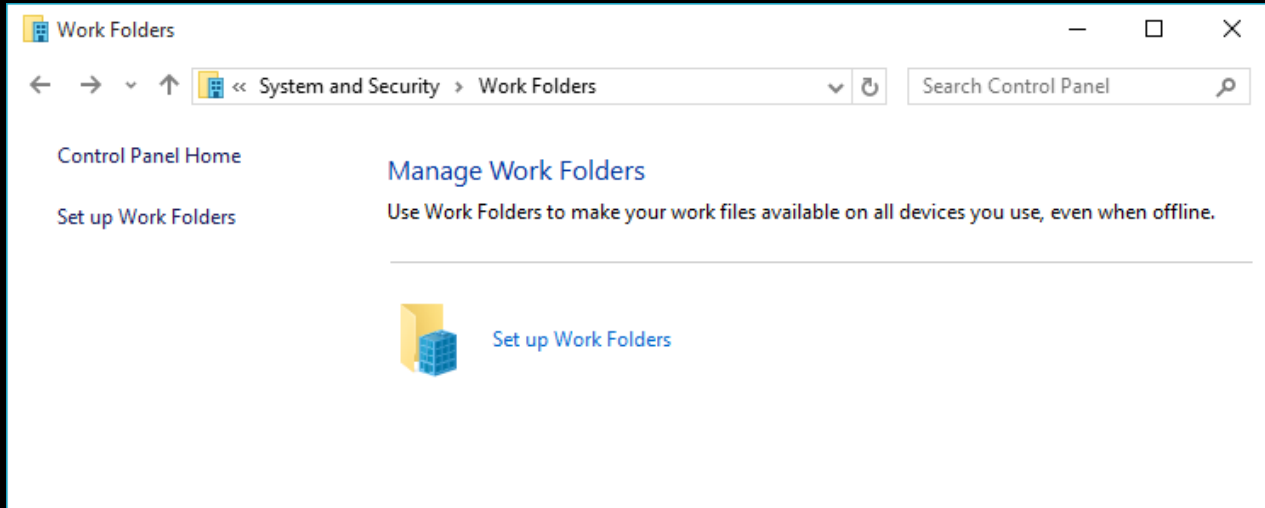 Work Folders
« System and Security › Work Folders
Search Control Panel
Control Panel Home
Set up Work Folders
Manage Work Folders
Use Work Folders to make your work files available on all devices you use, even when offline.
Set up Work Folders